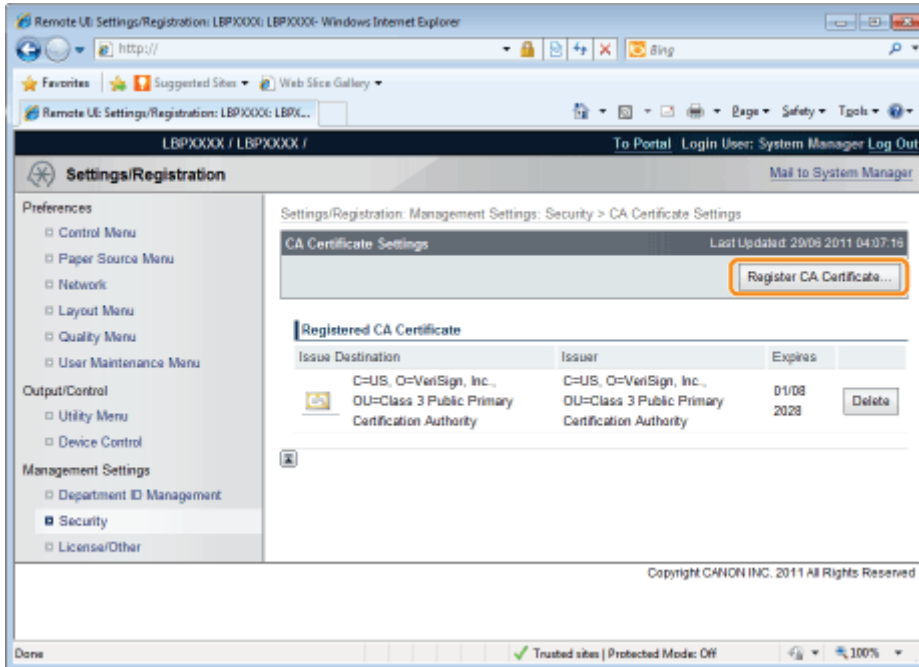 Remote UI: Settings/Registration: LBPXXXX: LBPXXXX- Windows Internet Explorer
http://
Bing
Favorites Suggested Sites Web Slice Gallery
Remote UI: Settings/Registration: LBPXXXX: LBPX...
Page Safety Tools
LBPXXXX / LBPXXXX /
To Portal Login User: System Manager Log Out
Settings/Registration
Mail to System Manager
Preferences
Control Menu
Paper Source Menu
Network
Layout Menu
Quality Menu
User Maintenance Menu
Output/Control
Utility Menu
Device Control
Management Settings
Department ID Management
Security
License/Other
Settings/Registration: Management Settings: Security > CA Certificate Settings
CA Certificate Settings
Last Updated: 29/06 2011 04:07:16
Register CA Certificate...
Registered CA Certificate
Issue Destination Issuer Expires
C=US, O=VeriSign, Inc.,
OU=Class 3 Public Primary
Certification Authority
C=US, O=VeriSign, Inc.,
OU=Class 3 Public Primary
Certification Authority
01/08
2028
Delete
Copyright CANON INC. 2011 All Rights Reserved
Done
Trusted sites | Protected Mode: Off
100%